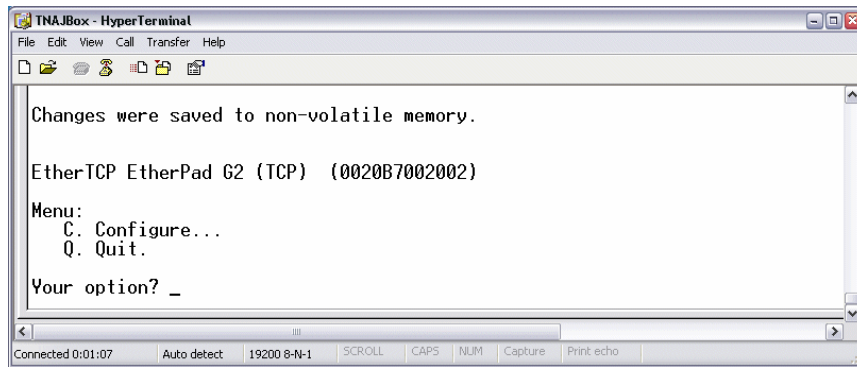 TNAJBox - HyperTerminal
File Edit View Call Transfer Help
Changes were saved to non-volatile memory.
EtherTCP EtherPad G2 (TCP) (0020B7002002)
Menu:
C. Configure...
Q. Quit.
Your option? _
Connected 0:01:07 Auto detect 19200 8-N-1 SCROLL CAPS NUM Capture Print echo